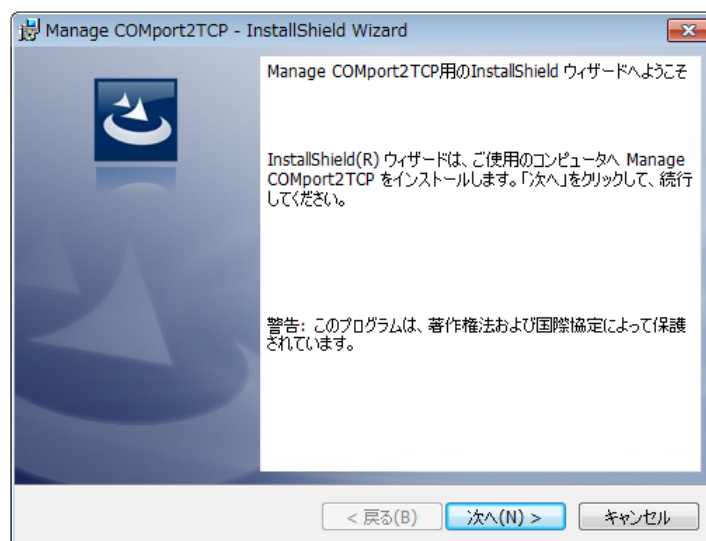 Manage COMport2TCP - InstallShield Wizard
Manage COMport2TCP用のInstallShield ウィザードへようこそ
InstallShield(R) ウィザードは、ご使用のコンピュータへ Manage
COMport2TCP をインストールします。「次へ」をクリックして、続行
してください。
警告: このプログラムは、著作権法および国際協定によって保護
されています。
< 戻る(B)
次へ(N) >
キャンセル